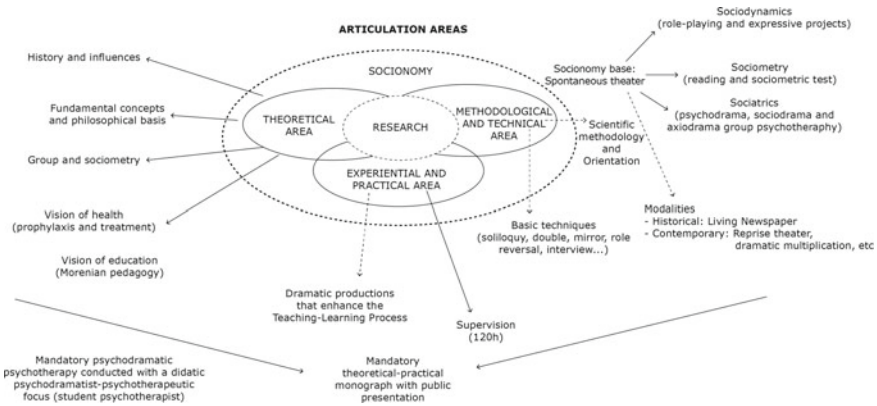 ARTICULATION AREAS
SOCIONOMY
THEORETICAL
AREA
RESEARCH
METHODOLOGICAL
AND TECHNICAL
AREA
EXPERIENTIAL AND
PRACTICAL AREA
History and influences
Fundamental concepts
and philosophical basis
Group and sociometry
Vision of health
(prophylaxis and treatment)
Vision of education
(Morenian pedagogy)
Socionomy base:
Spontaneous theater
Sociodynamics
(role-playing and expressive projects)
Sociometry
(reading and sociometric test)
Sociatrics
(psychodrama, sociodrama and
axiodrama group psychotheraphy)
Scientific
methodology
and
Orientation
Modalities
- Historical: Living Newspaper
- Contemporary: Reprise theater,
dramatic multiplication, etc
Basic techniques
(soliloquy, double, mirror, role
reversal, interview...)
Dramatic productions
that enhance the
Teaching-Learning Process
Supervision
(120h)
Mandatory psychodramatic
psychotherapy conducted with a didatic
psychodramatist-psychotherapeutic
focus (student psychotherapist)
Mandatory
theoretical-practical
monograph with public
presentation